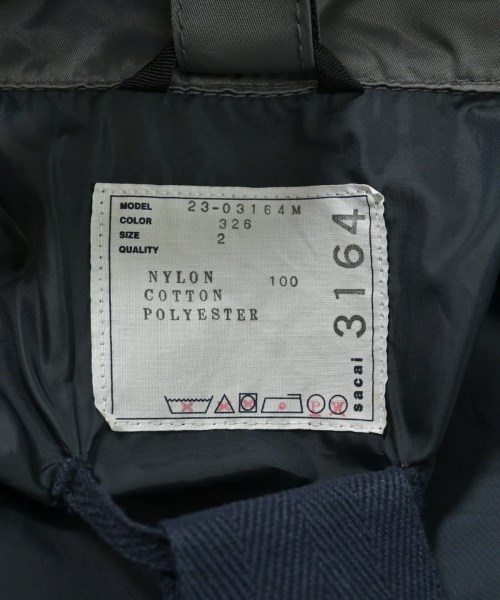 MODEL 23-03164M
COLOR 326
SIZE 2
QUALITY
NYLON 100
COTTON
POLYESTER
P W
sacai 3164